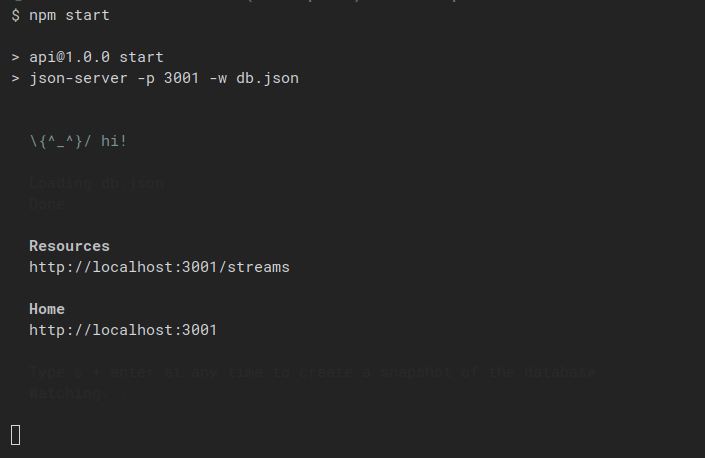 $ npm start
> api@1.0.0 start
> json-server -p 3001 -w db.json
\{^_^}/ hi!
Loading db.json
Done
Resources
http://localhost:3001/streams
Home
http://localhost:3001
Type s + enter at any time to create a snapshot of the database
Watching...